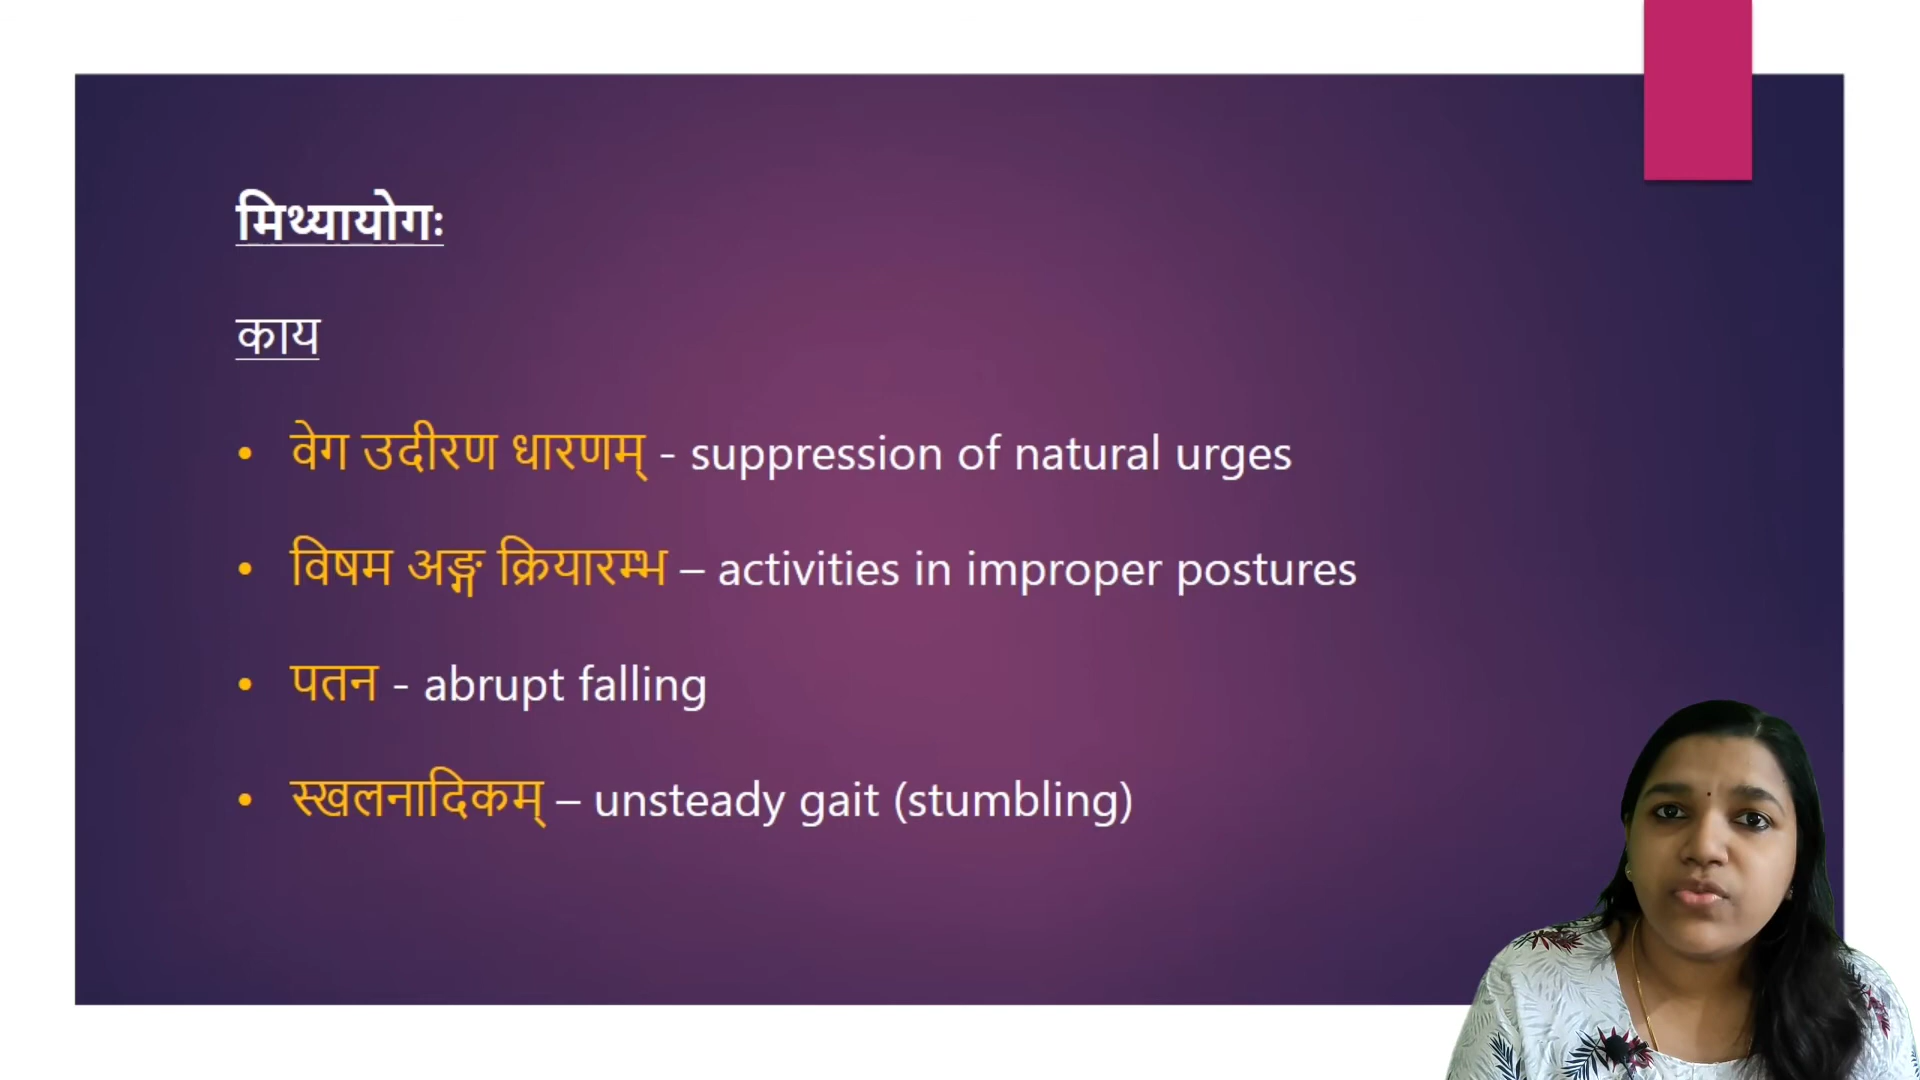 मिथ्यायोगः
काय
• वेग उदीरण धारणम् - suppression of natural urges
• विषम अङ्ग क्रियारम्भ – activities in improper postures
• पतन - abrupt falling
• स्खलनादिकम् – unsteady gait (stumbling)